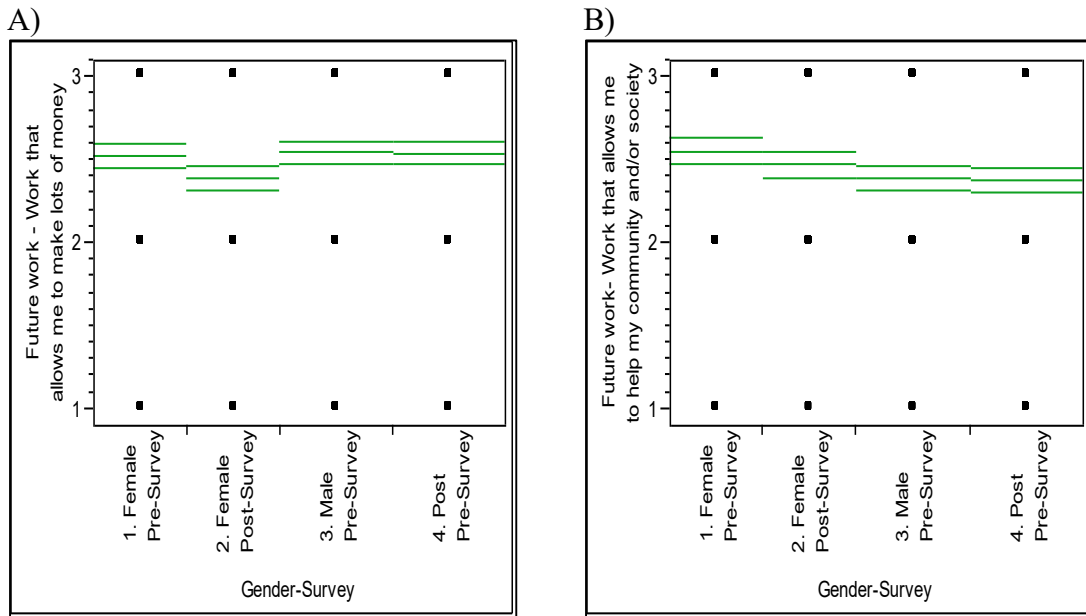 A)
Future work - Work that
allows me to make lots of money
3
2
1
1. Female
Pre-Survey
2. Female
Post-Survey
3. Male
Pre-Survey
4. Post
Pre-Survey
Gender-Survey
B)
Future work- Work that allows me
to help my community and/or society
3
2
1
1. Female
Pre-Survey
2. Female
Post-Survey
3. Male
Pre-Survey
4. Post
Pre-Survey
Gender-Survey